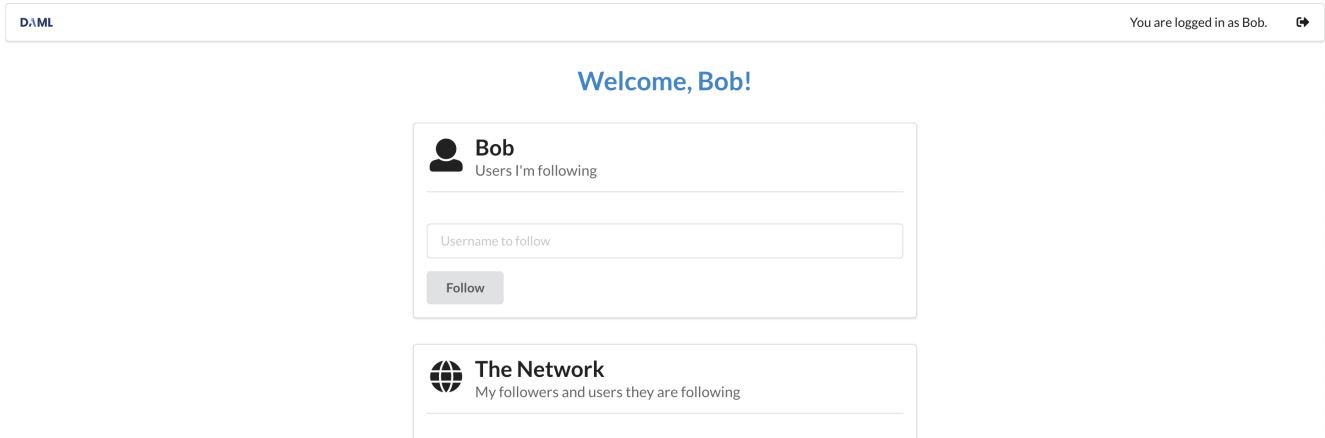 DAML
You are logged in as Bob.
Welcome, Bob!
Bob
Users I'm following
Username to follow
Follow
The Network
My followers and users they are following